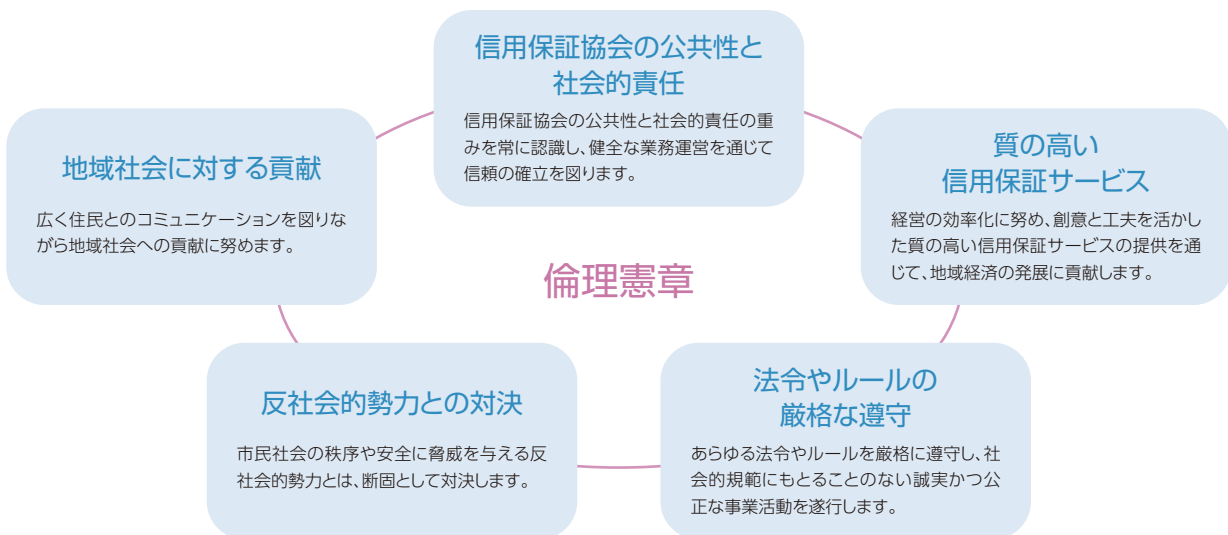 信用保証協会の公共性と
社会的責任
信用保証協会の公共性と社会的責任の重
みを常に認識し、健全な業務運営を通じて
信頼の確立を図ります。
質の高い
信用保証サービス
経営の効率化に努め、創意と工夫を活かし
た質の高い信用保証サービスの提供を通
じて、地域経済の発展に貢献します。
法令やルールの
厳格な遵守
あらゆる法令やルールを厳格に遵守し、社
会的規範にもとることのない誠実かつ公
正な事業活動を遂行します。
反社会的勢力との対決
市民社会の秩序や安全に脅威を与える反
社会的勢力とは、断固として対決します。
地域社会に対する貢献
広く住民とのコミュニケーションを図りな
がら地域社会への貢献に努めます。
倫理憲章